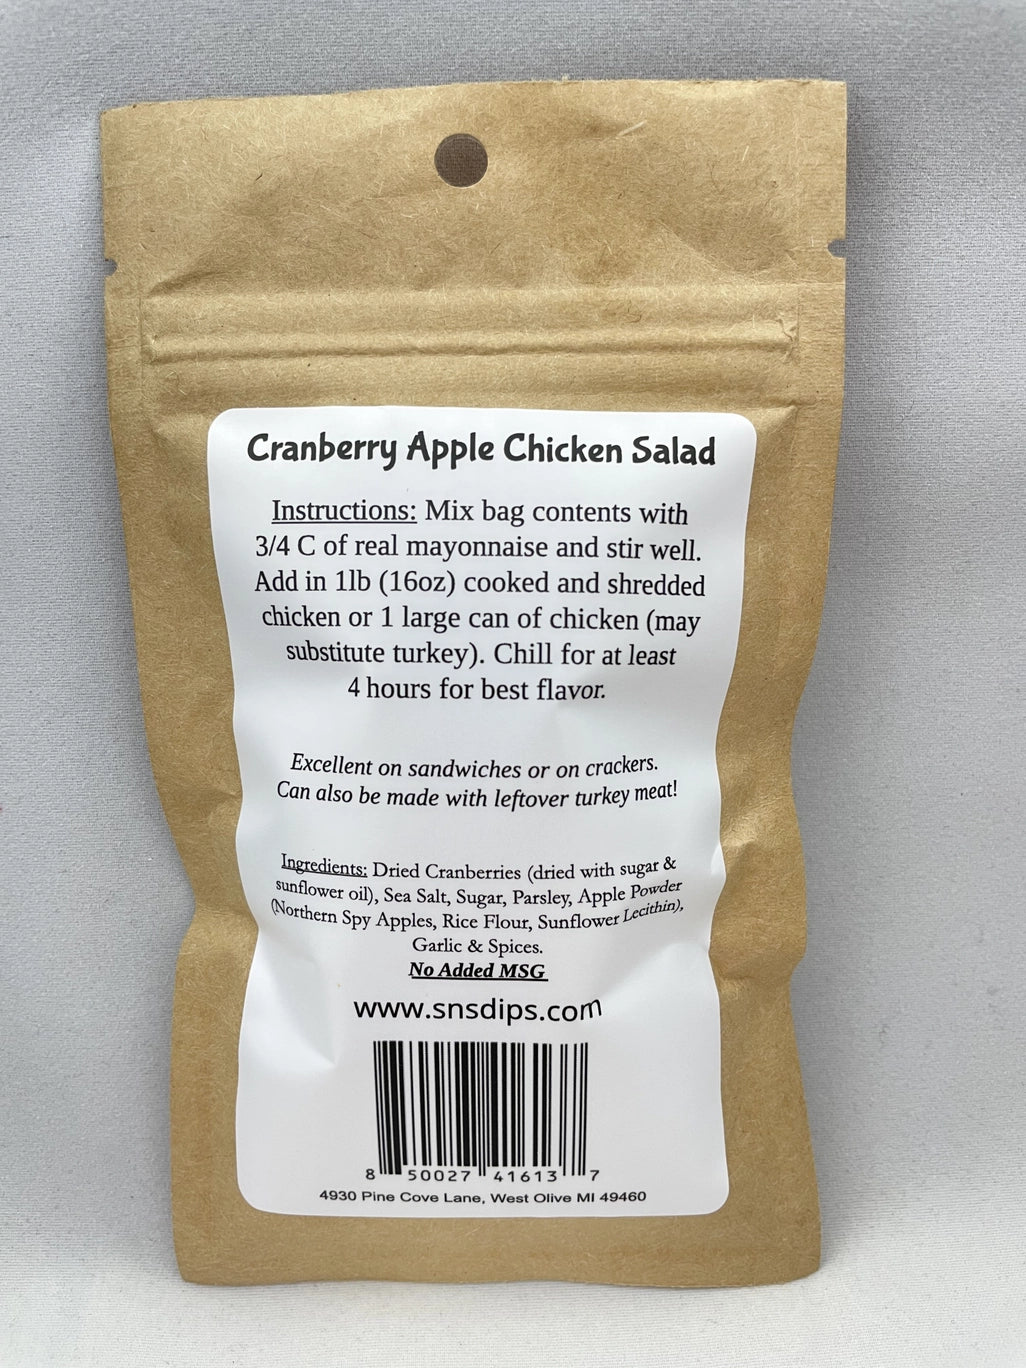 Cranberry Apple Chicken Salad
Instructions: Mix bag contents with
3/4 C of real mayonnaise and stir well.
Add in 1lb (16oz) cooked and shredded
chicken or 1 large can of chicken (may
substitute turkey). Chill for at least
4 hours for best flavor.
Excellent on sandwiches or on crackers.
Can also be made with leftover turkey meat!
Ingredients: Dried Cranberries (dried with sugar &
sunflower oil), Sea Salt, Sugar, Parsley, Apple Powder
(Northern Spy Apples, Rice Flour, Sunflower Lecithin),
Garlic & Spices.
No Added MSG
www.snsdips.com
8 50027 41613 7
4930 Pine Cove Lane, West Olive MI 49460